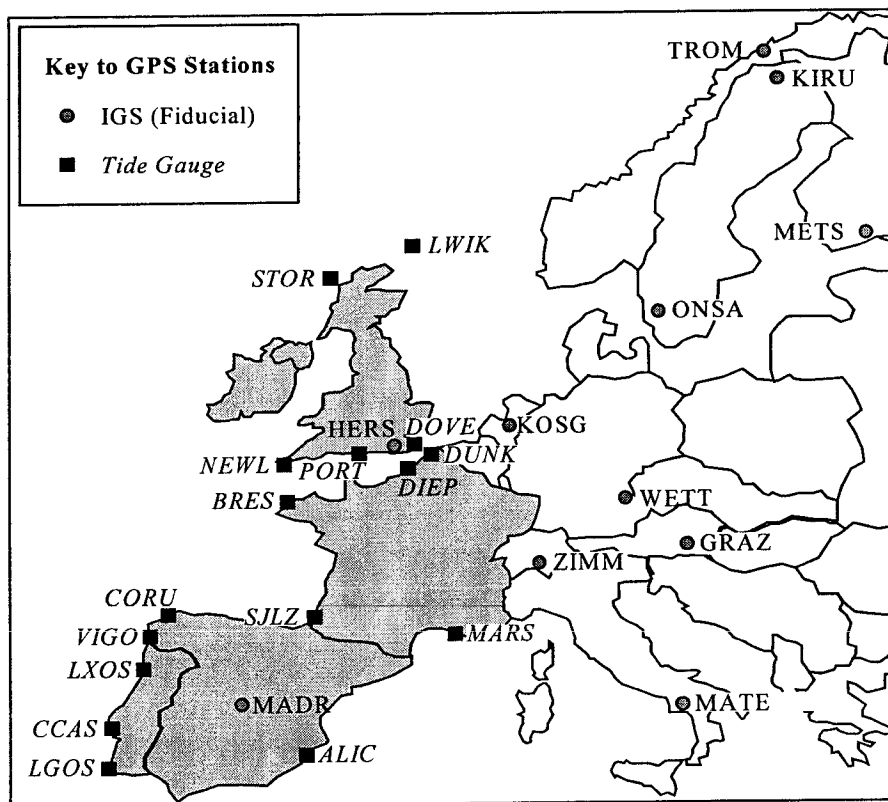 Key to GPS Stations
IGS (Fiducial)
Tide Gauge
TROM
KIRU
METS
LWIK
STOR
ONSA
HERS
DOVE
KOSG
NEWL
PORT
DUNK
DIEP
BRES
WETT
GRAZ
ZIMM
CORU
SJLZ
MARS
VIGO
LXOS
MADR
MATE
CCAS
ALIC
LGOS